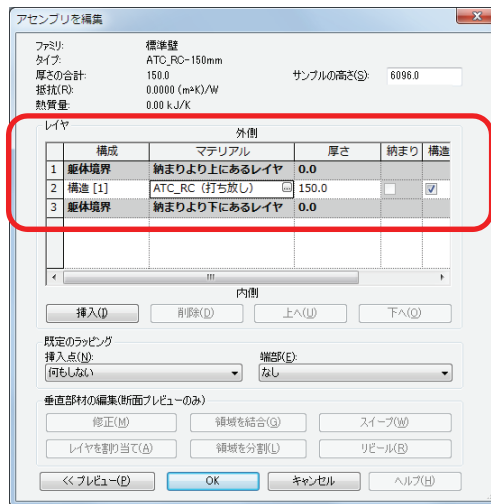 アセンブリを編集
ファミリ: 標準壁
タイプ: ATC_RC-150mm
厚さの合計: 150.0 サンプルの高さ(S): 6096.0
抵抗(R): 0.0000 (m²K)/W
熱質量: 0.00 kJ/K
レイヤ
外側
構成 マテリアル 厚さ 納まり 構造
1 躯体境界 納まりより上にあるレイヤ 0.0
2 構造 [1] ATC_RC（打ち放し） 150.0
3 躯体境界 納まりより下にあるレイヤ 0.0
内側
挿入(I) 削除(D) 上へ(U) 下へ(O)
既定のラッピング
挿入点(N): 端部(E):
何もしない なし
垂直部材の編集(断面プレビューのみ)
修正(M) 領域を結合(G) スイープ(W)
レイヤを割り当て(A) 領域を分割(L) リビール(R)
<< プレビュー(P) OK キャンセル ヘルプ(H)